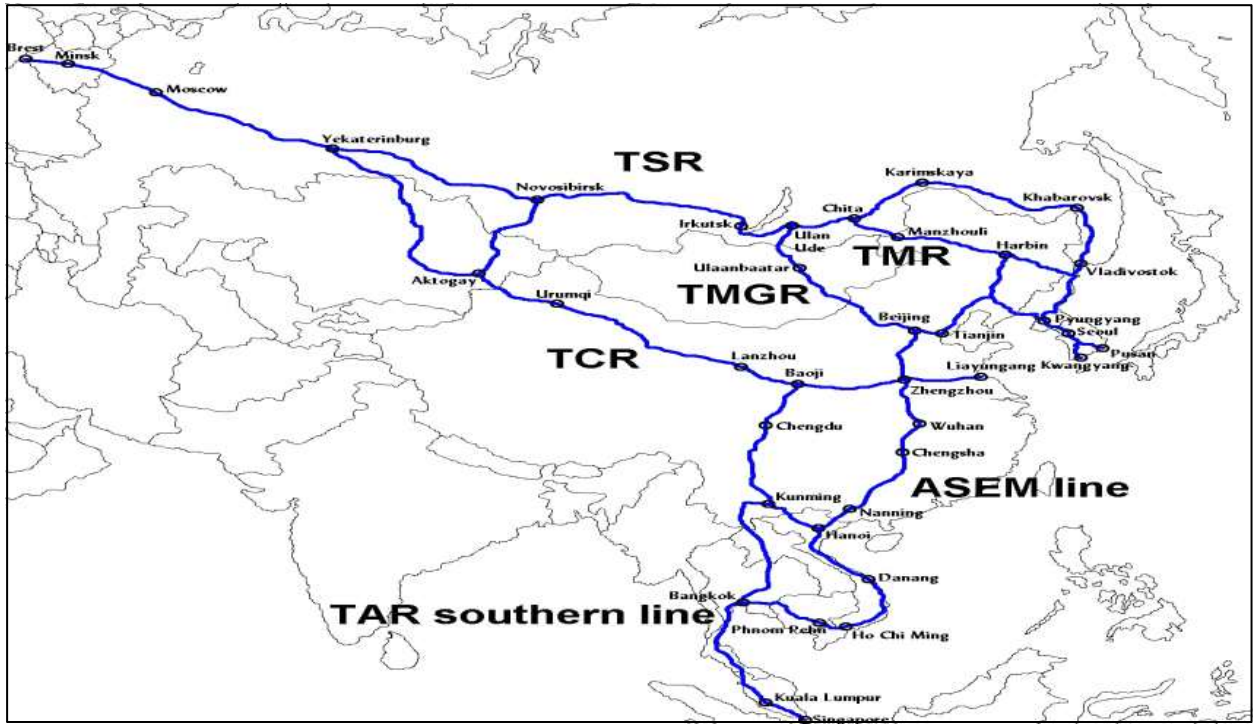 Brest
Minsk
Moscow
Yekaterinburg
TSR
Novosibirsk
Karimskaya
Khabarovsk
Chita
Irkutsk
Ulan
Ude
Manzhouli
Harbin
TMR
Vladivostok
Ulaanbaatar
Aktogay
Urumqi
TMGR
Beijing
Tianjin
Pyungyang
Seoul
Pusan
TCR
Lanzhou
Baoji
Liayungang
Kwangyang
Zhengzhou
Chengdu
Wuhan
Chengsha
ASEM line
Kunming
Nanning
Hanoi
Danang
Bangkok
TAR southern line
Phnom Pehn
Ho Chi Ming
Kuala Lumpur
Singapore